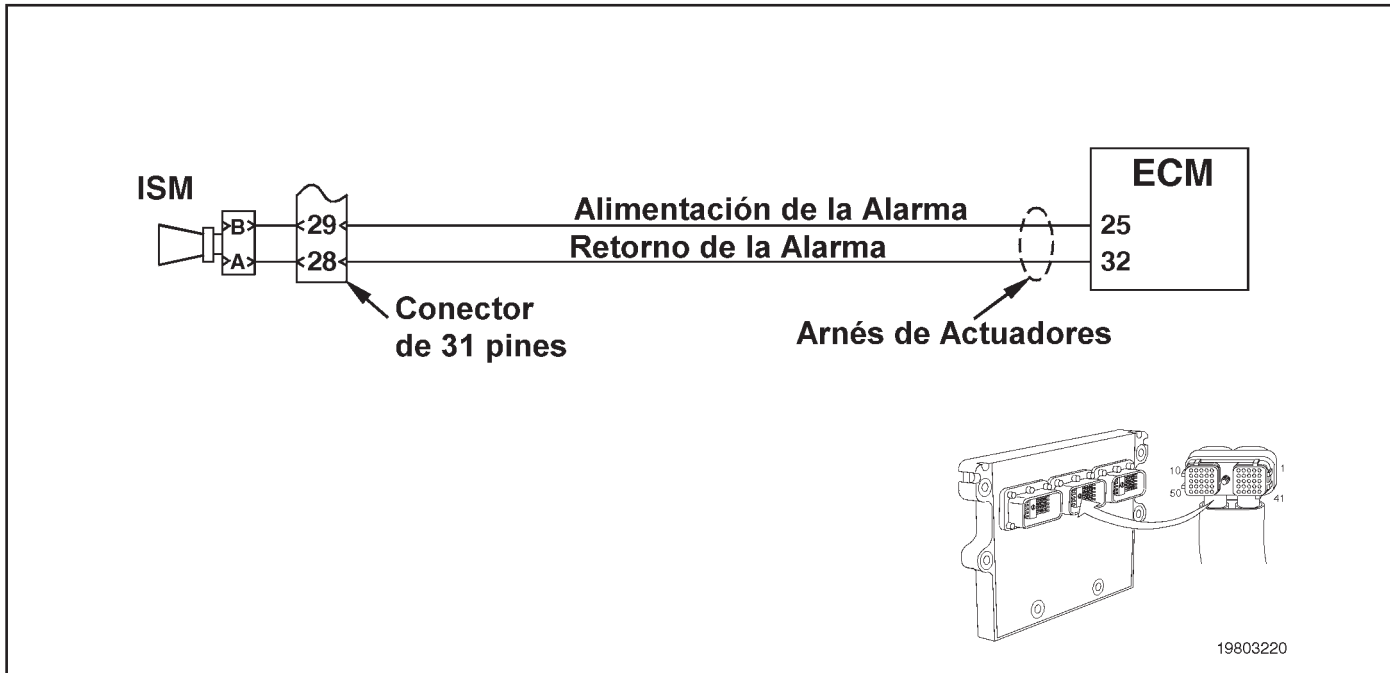 ISM
ECM
B
29
Alimentación de la Alarma
25
A
28
Retorno de la Alarma
32
Conector
de 31 pines
Arnés de Actuadores
10
1
50
41
19803220